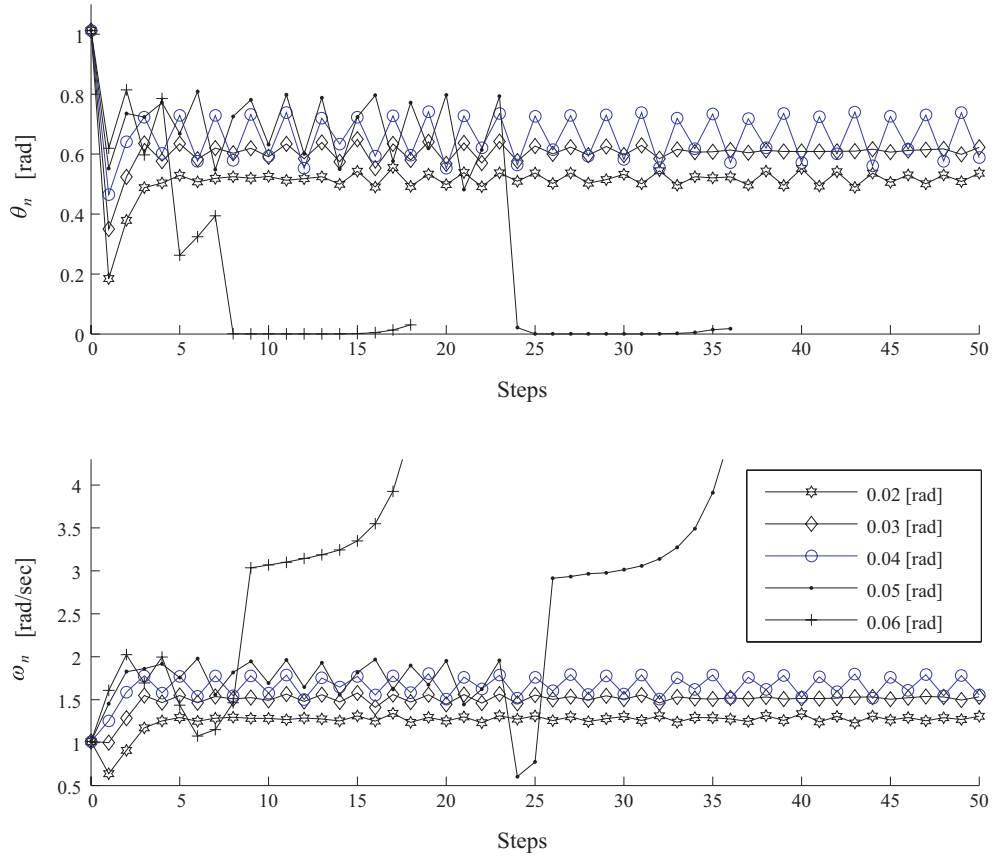 1
0.8
0.6
0.4
0.2
0
θn [rad]
0 5 10 15 20 25 30 35 40 45 50
Steps
4
3.5
3
2.5
2
1.5
1
0.5
ωn [rad/sec]
0.02 [rad]
0.03 [rad]
0.04 [rad]
0.05 [rad]
0.06 [rad]
0 5 10 15 20 25 30 35 40 45 50
Steps